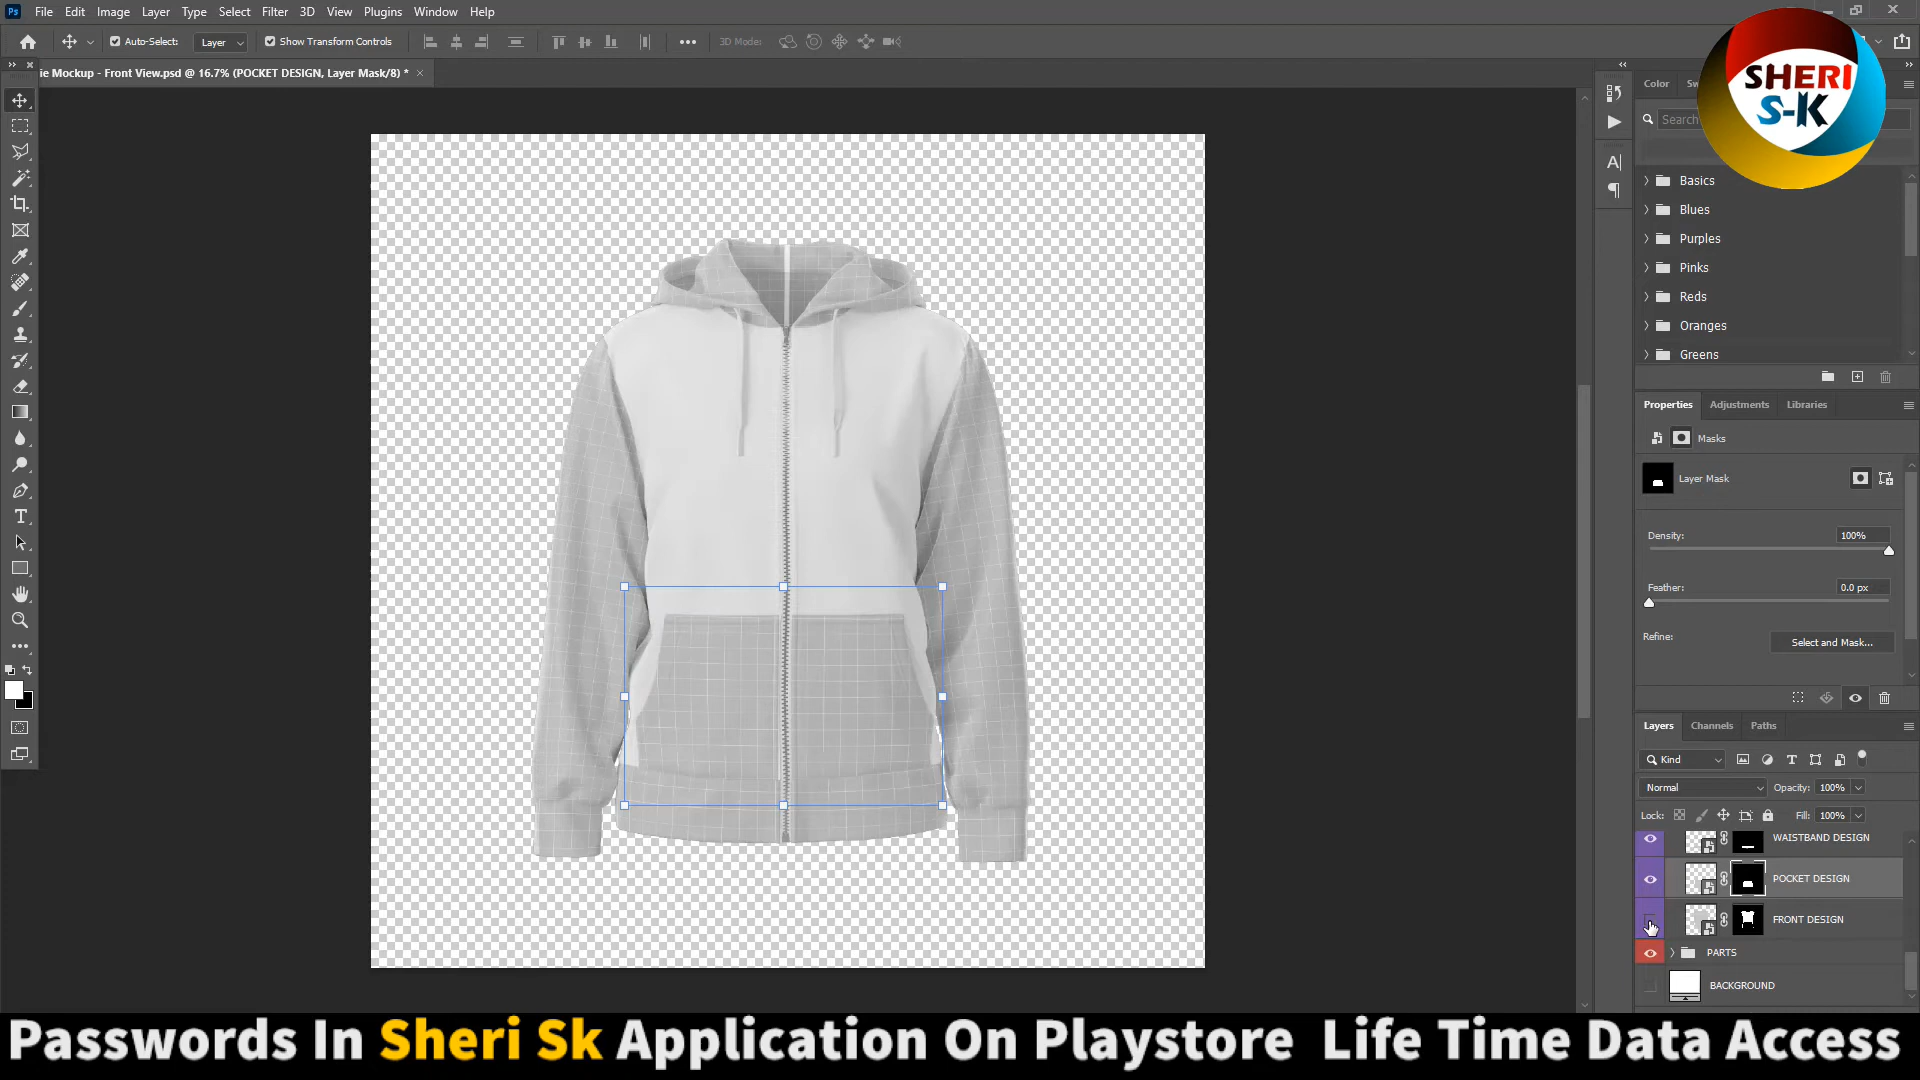 Ps File Edit Image Layer Type Select Filter 3D View Plugins Window Help
Auto-Select: Layer Show Transform Controls 3D Mode:
ie Mockup - Front View.psd @ 16.7% (POCKET DESIGN, Layer Mask/8) *
SHERI
S-K
Color Sw
Search
Basics
Blues
Purples
Pinks
Reds
Oranges
Greens
Properties Adjustments Libraries
Masks
Layer Mask
Density: 100%
Feather: 0.0 px
Refine:
Select and Mask...
Layers Channels Paths
Kind
Normal Opacity: 100%
Lock: Fill: 100%
WAISTBAND DESIGN
POCKET DESIGN
FRONT DESIGN
PARTS
BACKGROUND
Passwords In Sheri Sk Application On Playstore Life Time Data Access